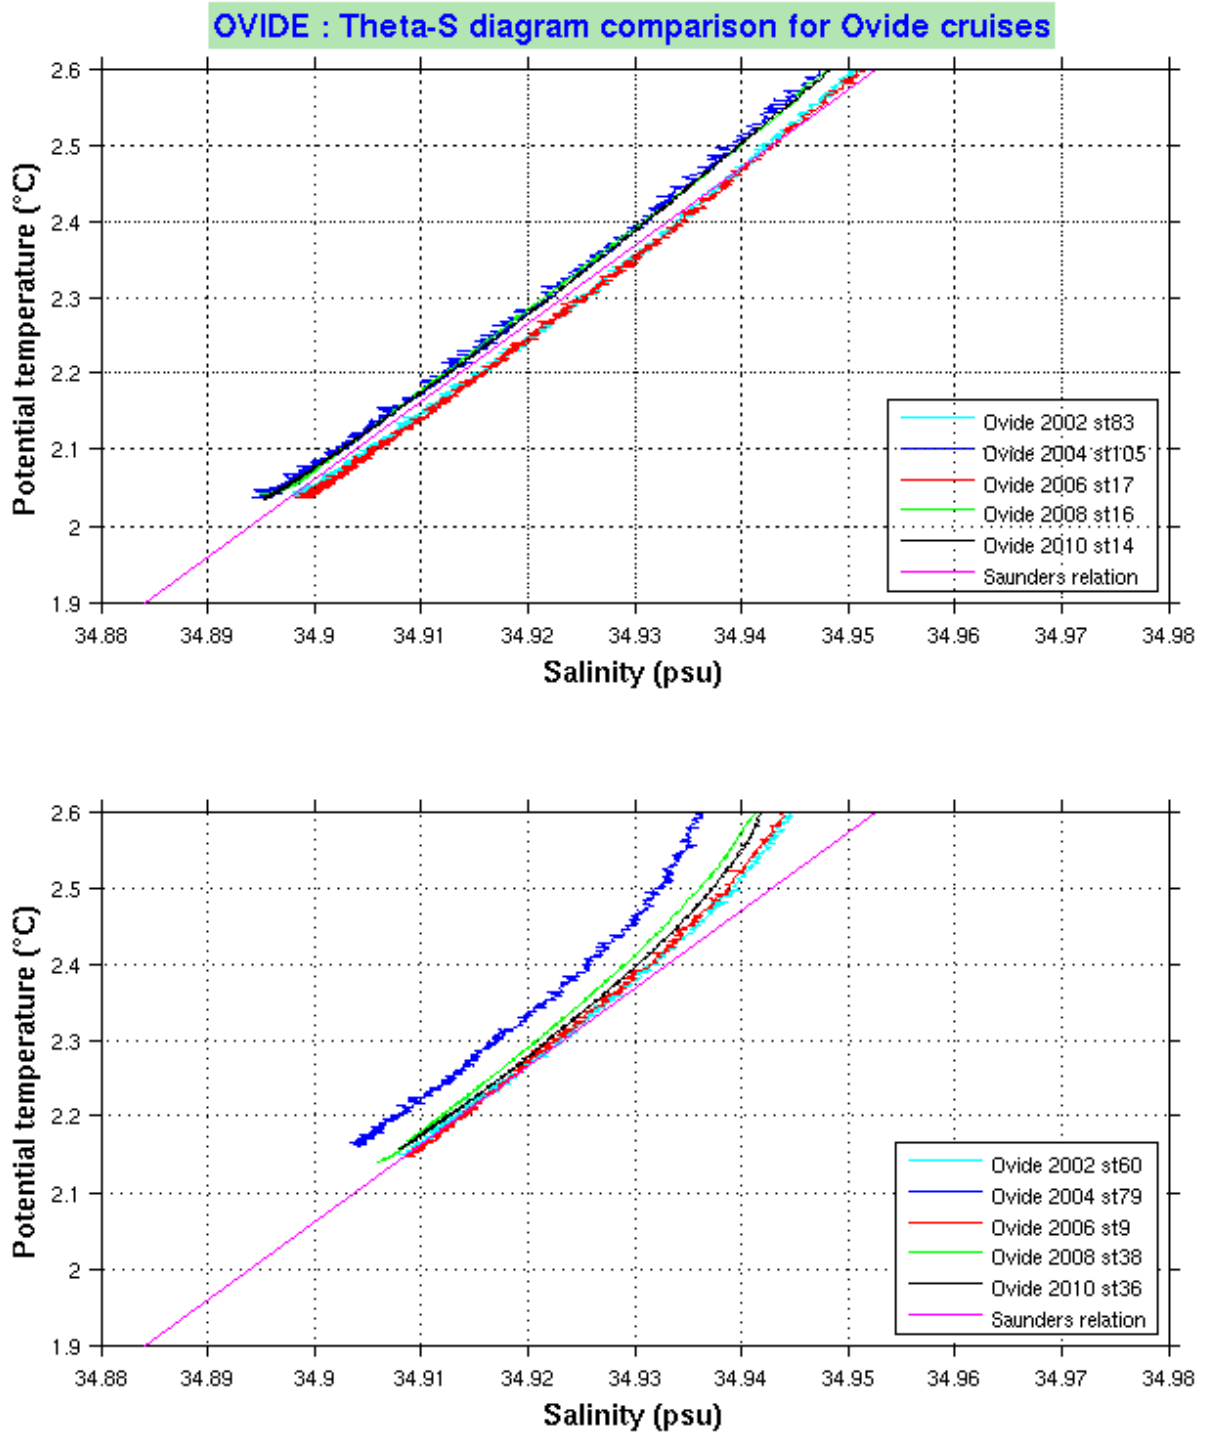 OVIDE : Theta-S diagram comparison for Ovide cruises
2.6
2.5
2.4
2.3
2.2
2.1
2
1.9
Potential temperature (°C)
Ovide 2002 st83
Ovide 2004 st105
Ovide 2006 st17
Ovide 2008 st16
Ovide 2010 st14
Saunders relation
34.88 34.89 34.9 34.91 34.92 34.93 34.94 34.95 34.96 34.97 34.98
Salinity (psu)
2.6
2.5
2.4
2.3
2.2
2.1
2
1.9
Potential temperature (°C)
Ovide 2002 st60
Ovide 2004 st79
Ovide 2006 st9
Ovide 2008 st38
Ovide 2010 st36
Saunders relation
34.88 34.89 34.9 34.91 34.92 34.93 34.94 34.95 34.96 34.97 34.98
Salinity (psu)